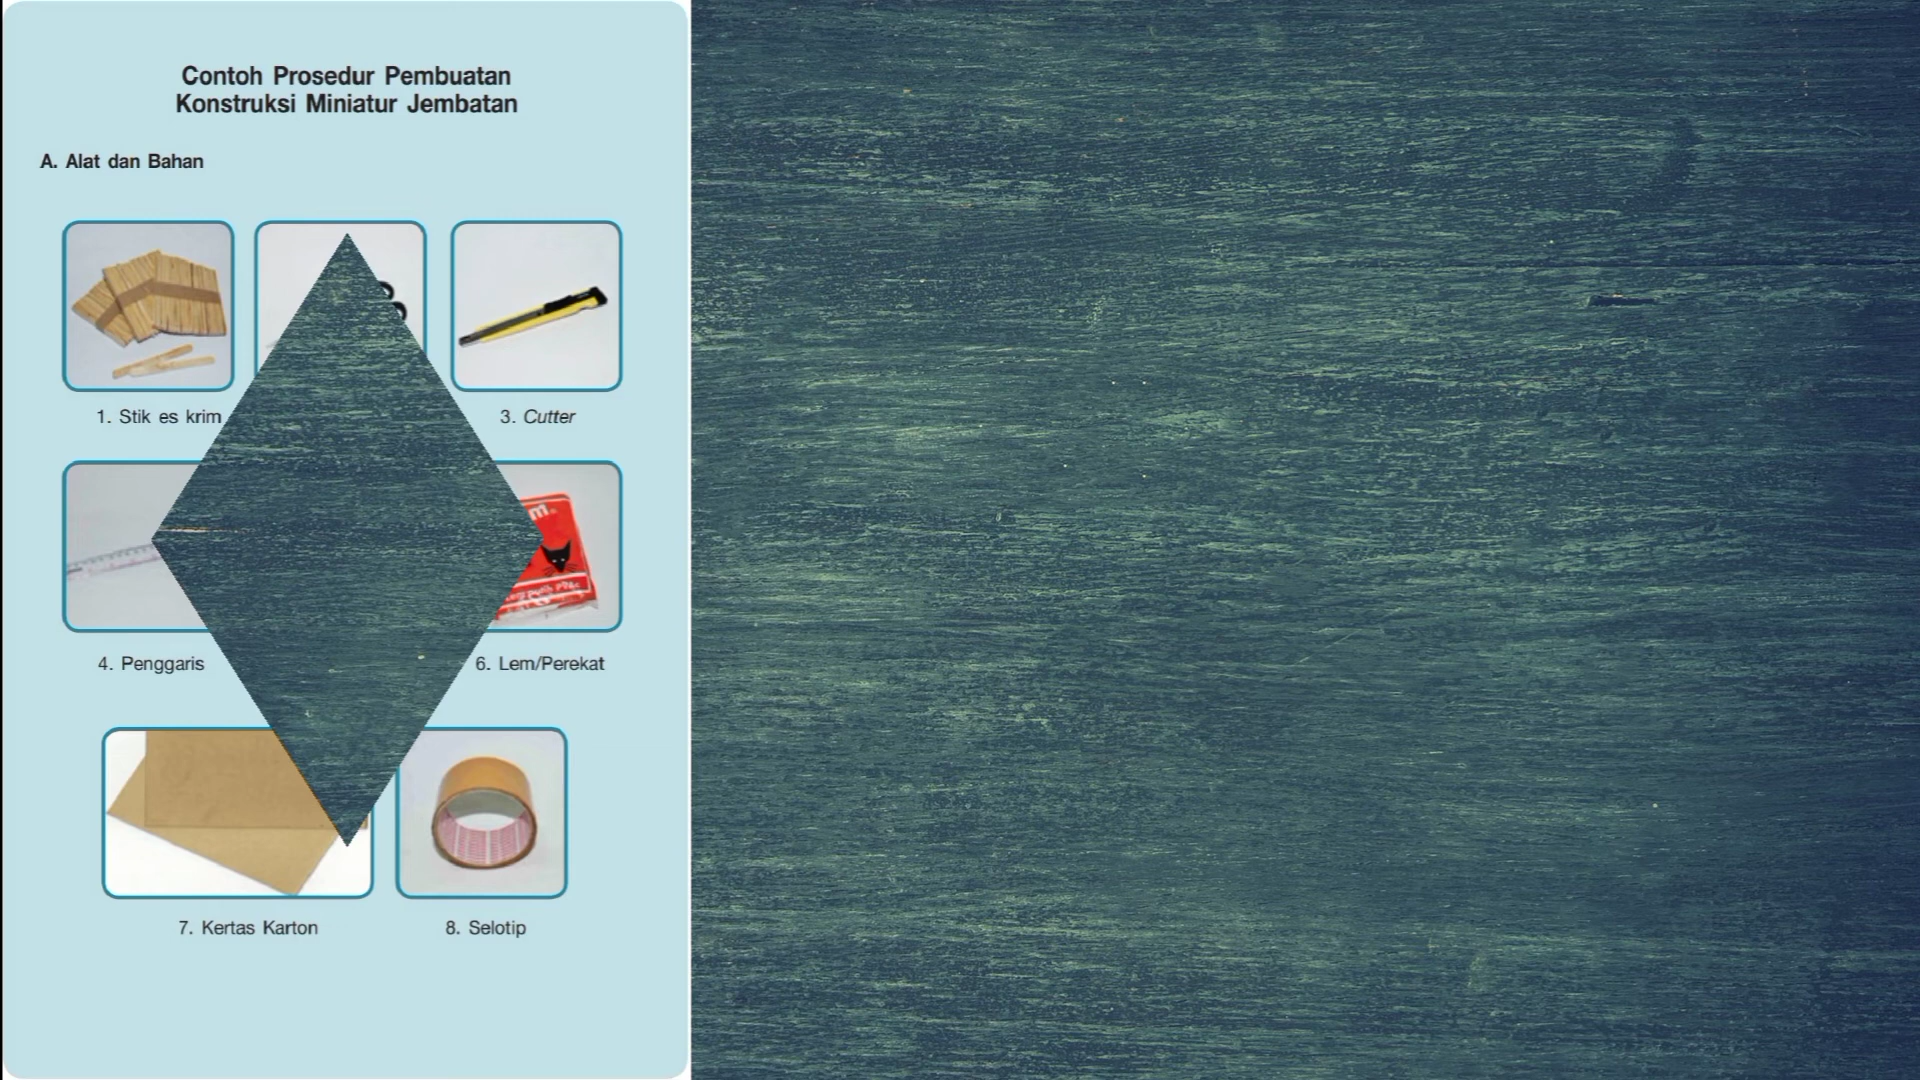 Contoh Prosedur Pembuatan
Konstruksi Miniatur Jembatan
A. Alat dan Bahan
1. Stik es krim
3. Cutter
4. Penggaris
6. Lem/Perekat
7. Kertas Karton
8. Selotip